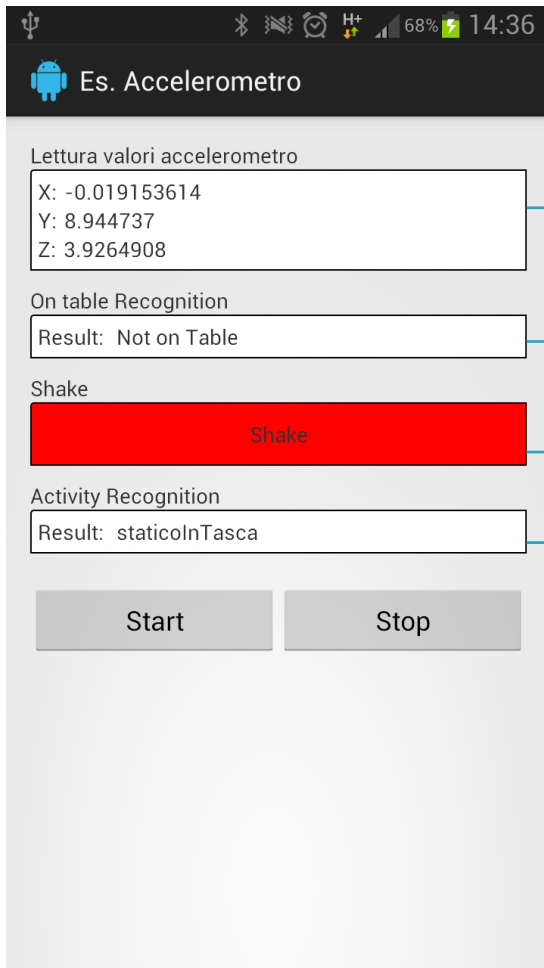 H+ 68% 14:36
Es. Accelerometro
Lettura valori accelerometro
X: -0.019153614
Y: 8.944737
Z: 3.9264908
On table Recognition
Result: Not on Table
Shake
Shake
Activity Recognition
Result: staticoInTasca
Start Stop